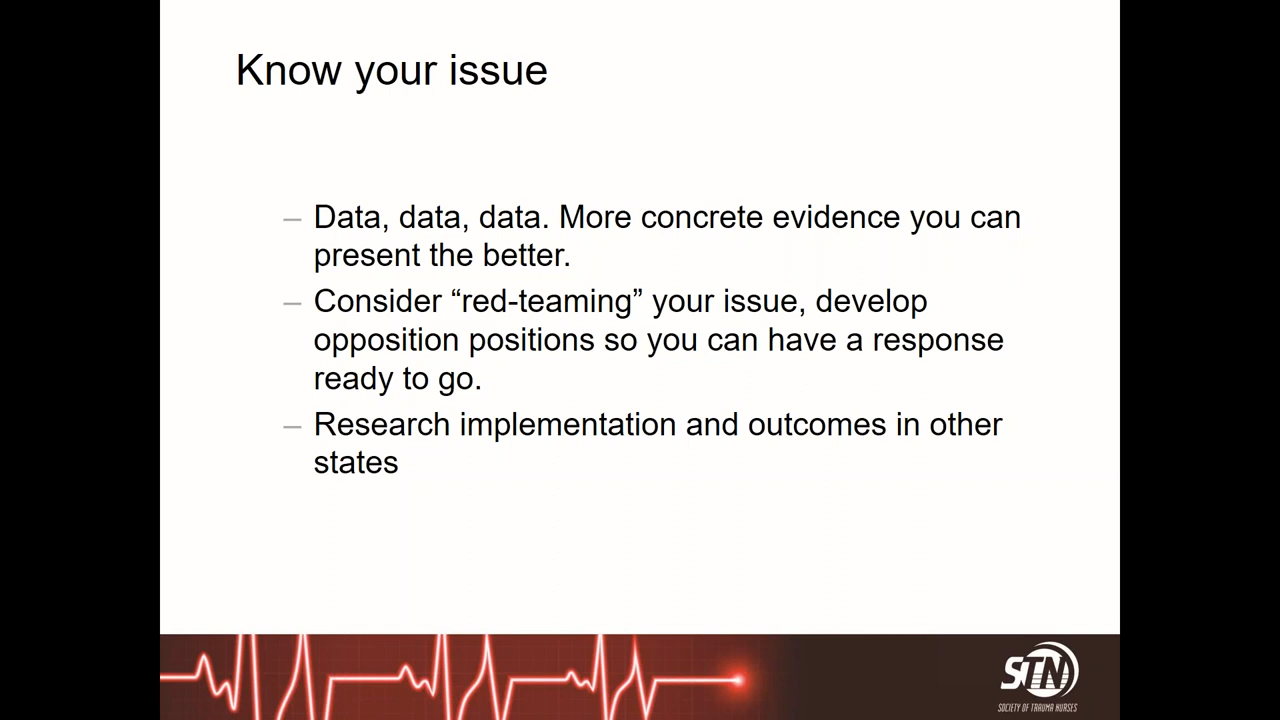 Know your issue
– Data, data, data. More concrete evidence you can
present the better.
– Consider “red-teaming” your issue, develop
opposition positions so you can have a response
ready to go.
– Research implementation and outcomes in other
states
STN
SOCIETY OF TRAUMA NURSES